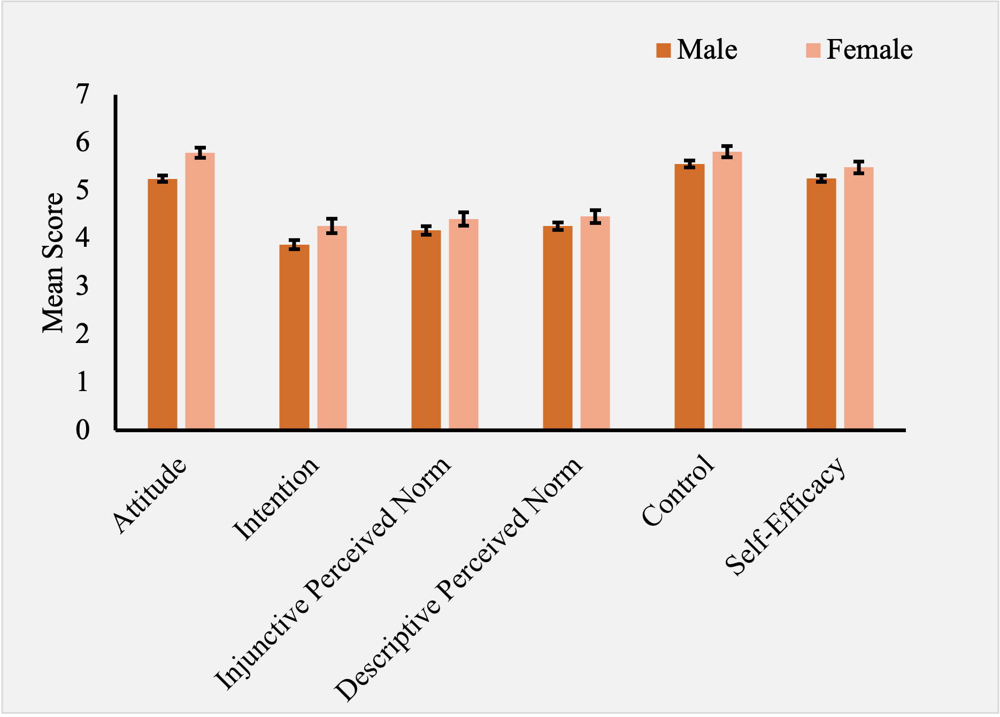 Male Female
7
6
5
4
3
2
1
0
Mean Score
Attitude
Intention
Injunctive Perceived Norm
Descriptive Perceived Norm
Control
Self-Efficacy